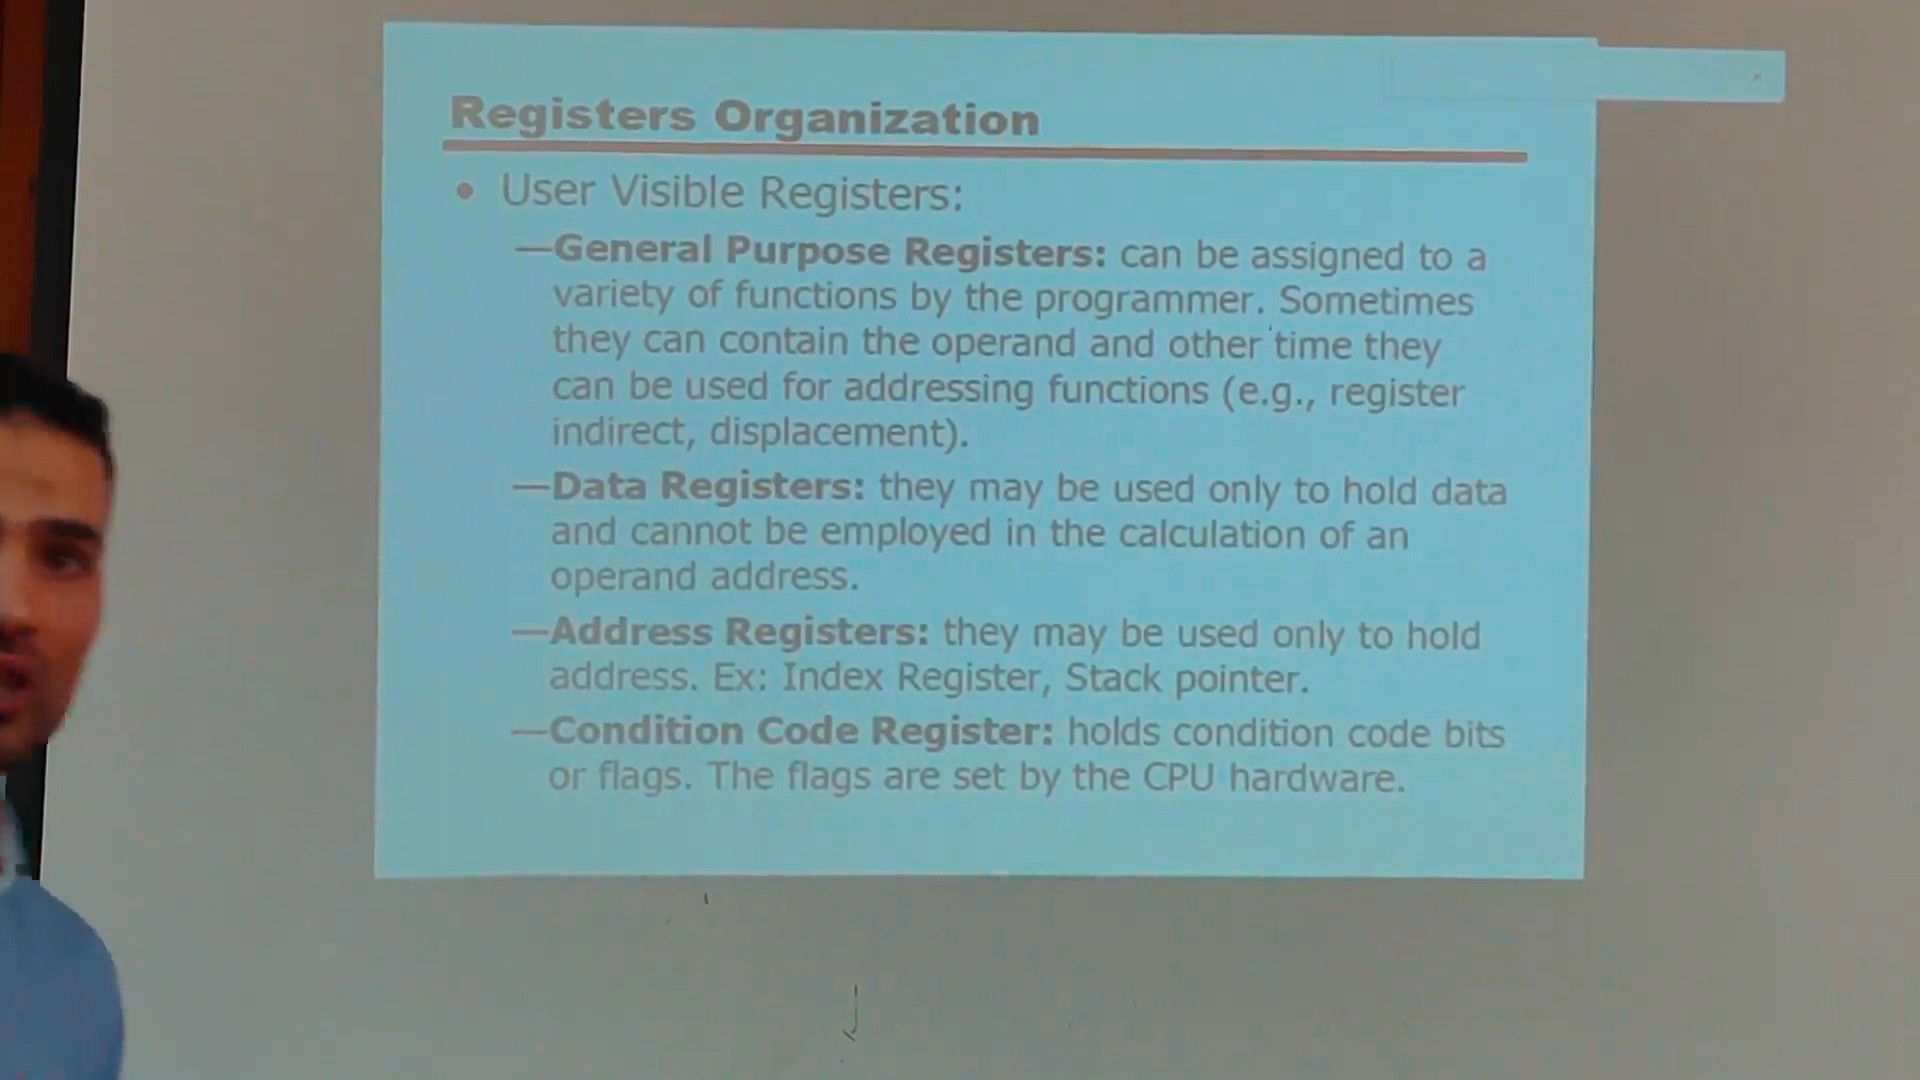 Registers Organization
• User Visible Registers:
—General Purpose Registers: can be assigned to a
variety of functions by the programmer. Sometimes
they can contain the operand and other time they
can be used for addressing functions (e.g., register
indirect, displacement).
—Data Registers: they may be used only to hold data
and cannot be employed in the calculation of an
operand address.
—Address Registers: they may be used only to hold
address. Ex: Index Register, Stack pointer.
—Condition Code Register: holds condition code bits
or flags. The flags are set by the CPU hardware.